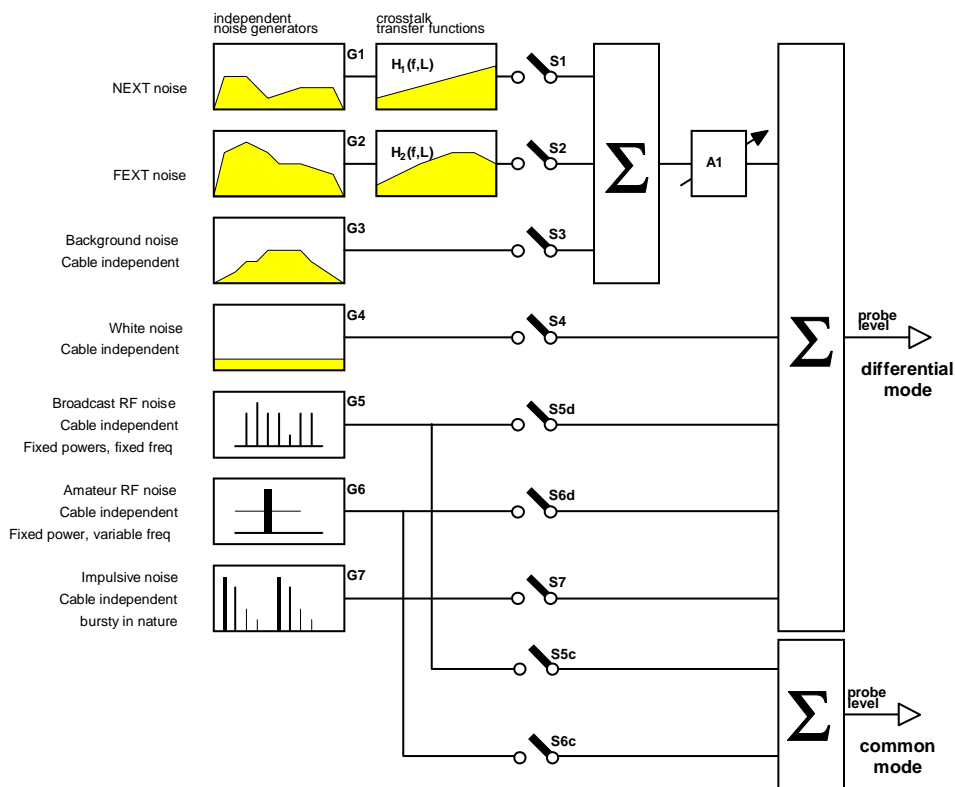 independent
noise generators
crosstalk
transfer functions
NEXT noise
G1
H1(f,L)
S1
FEXT noise
G2
H2(f,L)
S2
Σ
A1
Background noise
Cable independent
G3
S3
White noise
Cable independent
G4
S4
Σ
probe
level
differential
mode
Broadcast RF noise
Cable independent
Fixed powers, fixed freq
G5
S5d
Amateur RF noise
Cable independent
Fixed power, variable freq
G6
S6d
Impulsive noise
Cable independent
bursty in nature
G7
S7
S5c
S6c
Σ
probe
level
common
mode